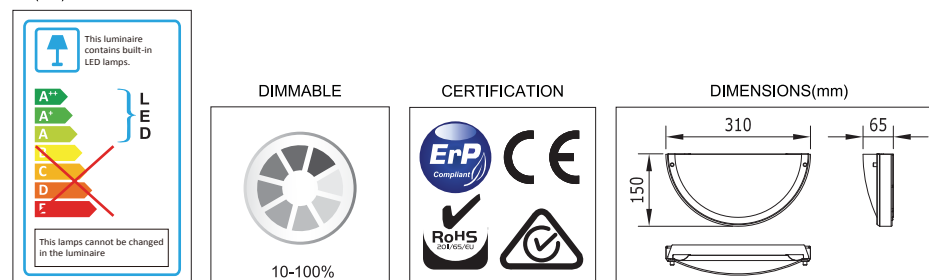 This luminaire
contains built-in
LED lamps.
A++
A+
A
L
E
D
C
D
E
This lamps cannot be changed
in the luminaire
DIMMABLE
10-100%
CERTIFICATION
ErP
Compliant
CE
RoHS
201/65/EU
DIMENSIONS(mm)
310
65
150